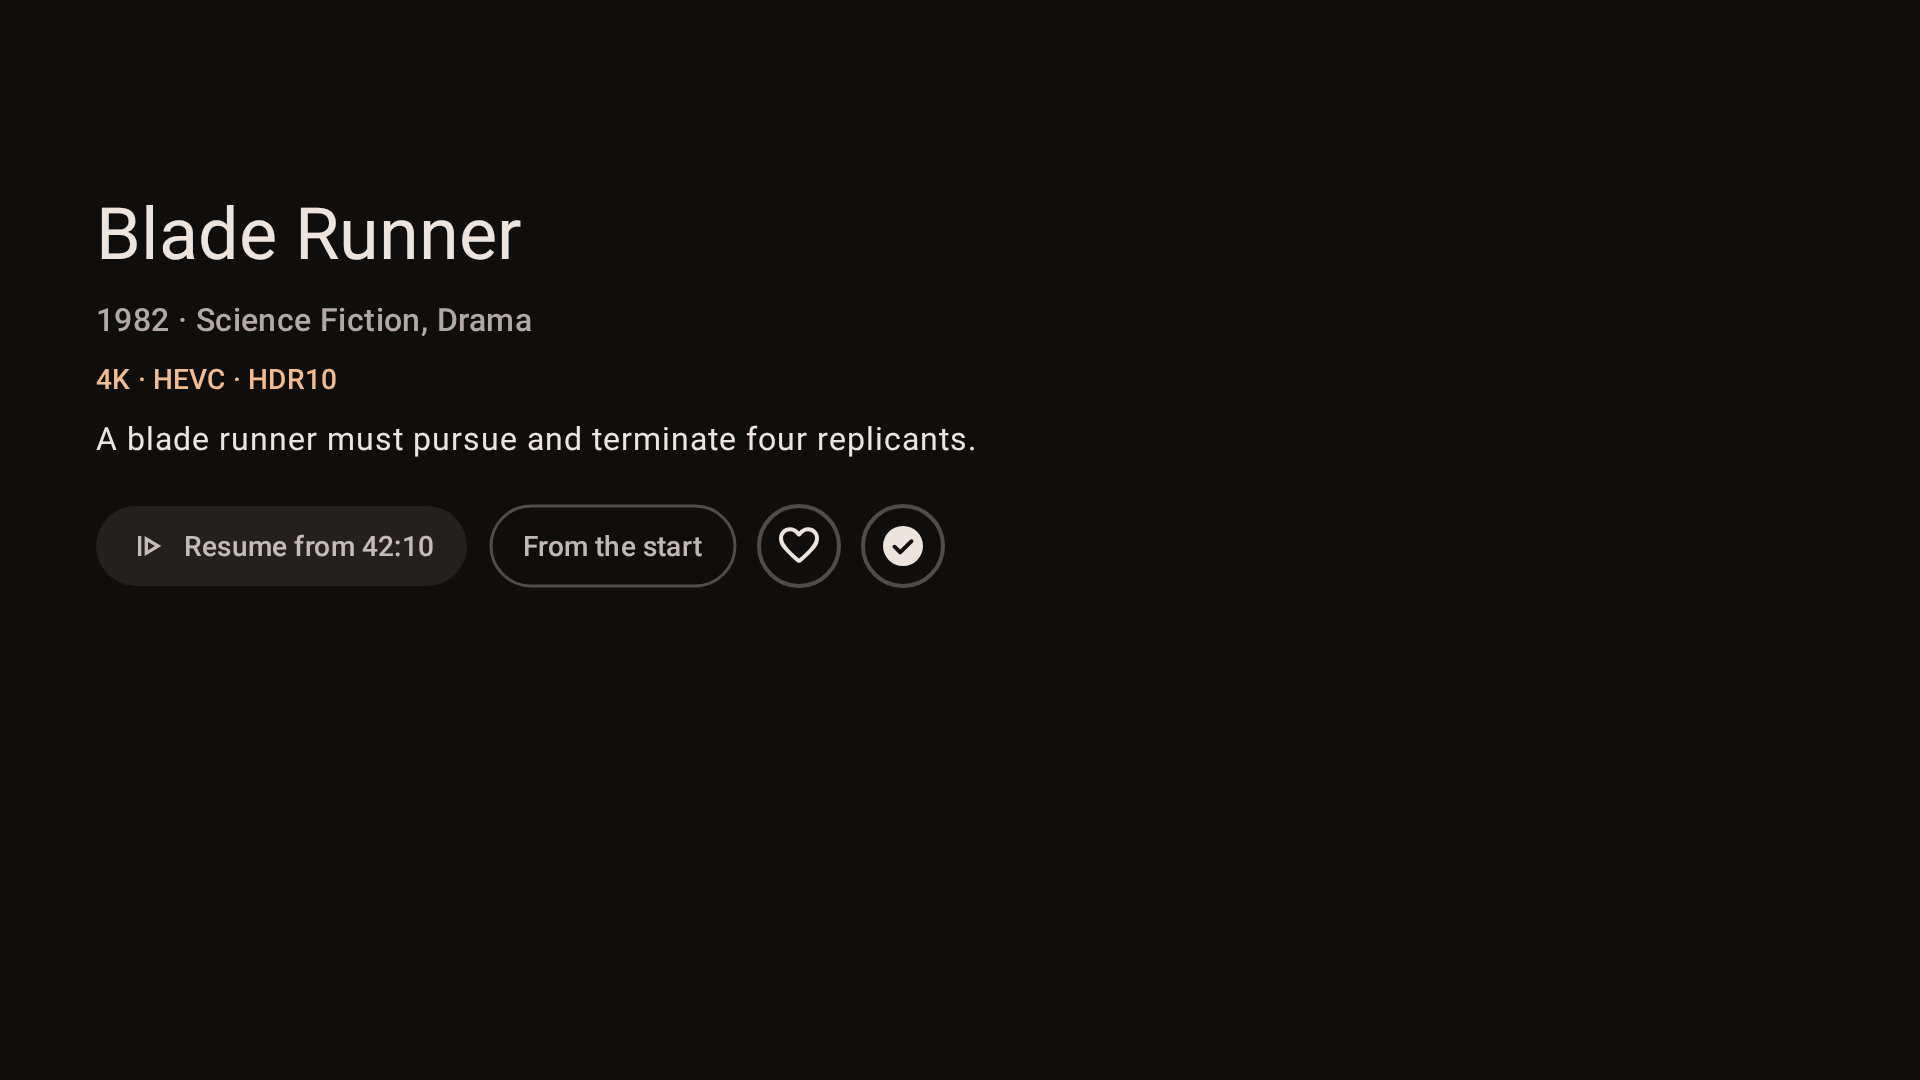 Blade Runner
1982 · Science Fiction, Drama
4K · HEVC · HDR10
A blade runner must pursue and terminate four replicants.
Resume from 42:10
From the start